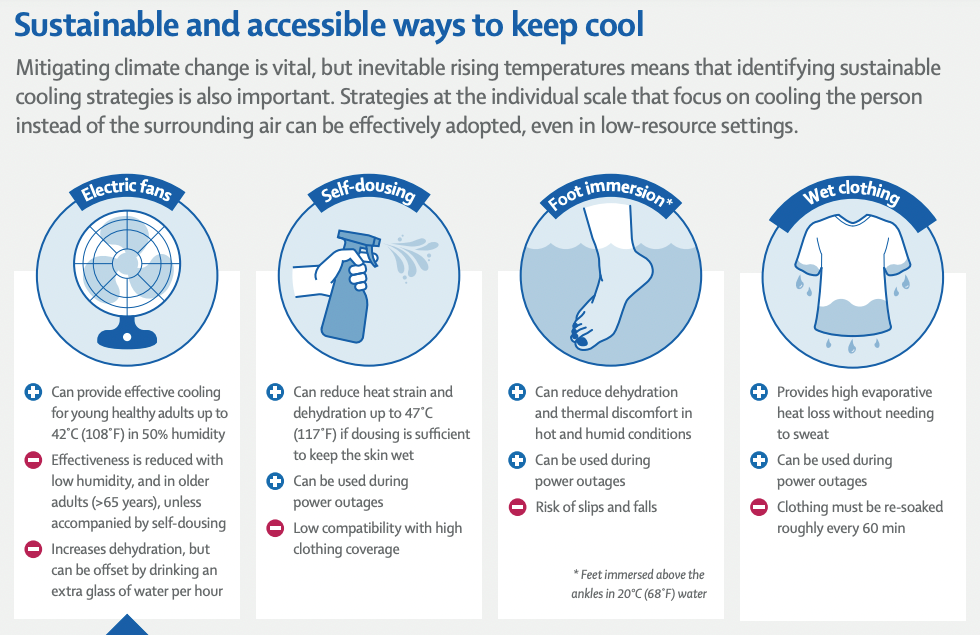 Sustainable and accessible ways to keep cool
Mitigating climate change is vital, but inevitable rising temperatures means that identifying sustainable
cooling strategies is also important. Strategies at the individual scale that focus on cooling the person
instead of the surrounding air can be effectively adopted, even in low-resource settings.
Electric fans
Can provide effective cooling
for young healthy adults up to
42˚C (108˚F) in 50% humidity
Effectiveness is reduced with
low humidity, and in older
adults (>65 years), unless
accompanied by self-dousing
Increases dehydration, but
can be offset by drinking an
extra glass of water per hour
Self-dousing
Can reduce heat strain and
dehydration up to 47˚C
(117˚F) if dousing is sufficient
to keep the skin wet
Can be used during
power outages
Low compatibility with high
clothing coverage
Foot immersion*
Can reduce dehydration
and thermal discomfort in
hot and humid conditions
Can be used during
power outages
Risk of slips and falls
* Feet immersed above the
ankles in 20°C (68˚F) water
Wet clothing
Provides high evaporative
heat loss without needing
to sweat
Can be used during
power outages
Clothing must be re-soaked
roughly every 60 min